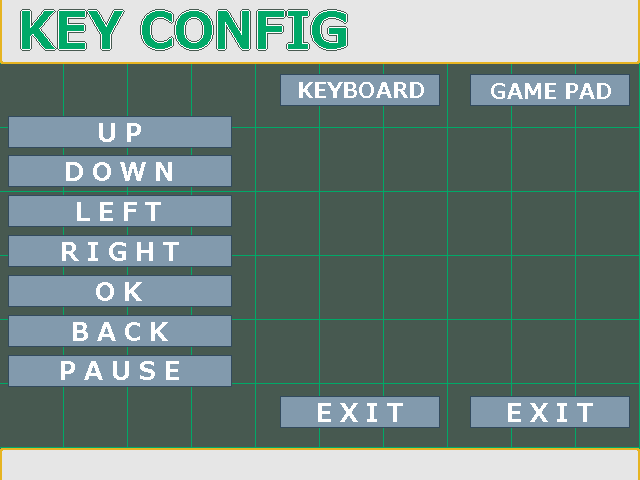 KEY CONFIG
KEYBOARD GAME PAD
UP
DOWN
LEFT
RIGHT
OK
BACK
PAUSE
EXIT EXIT